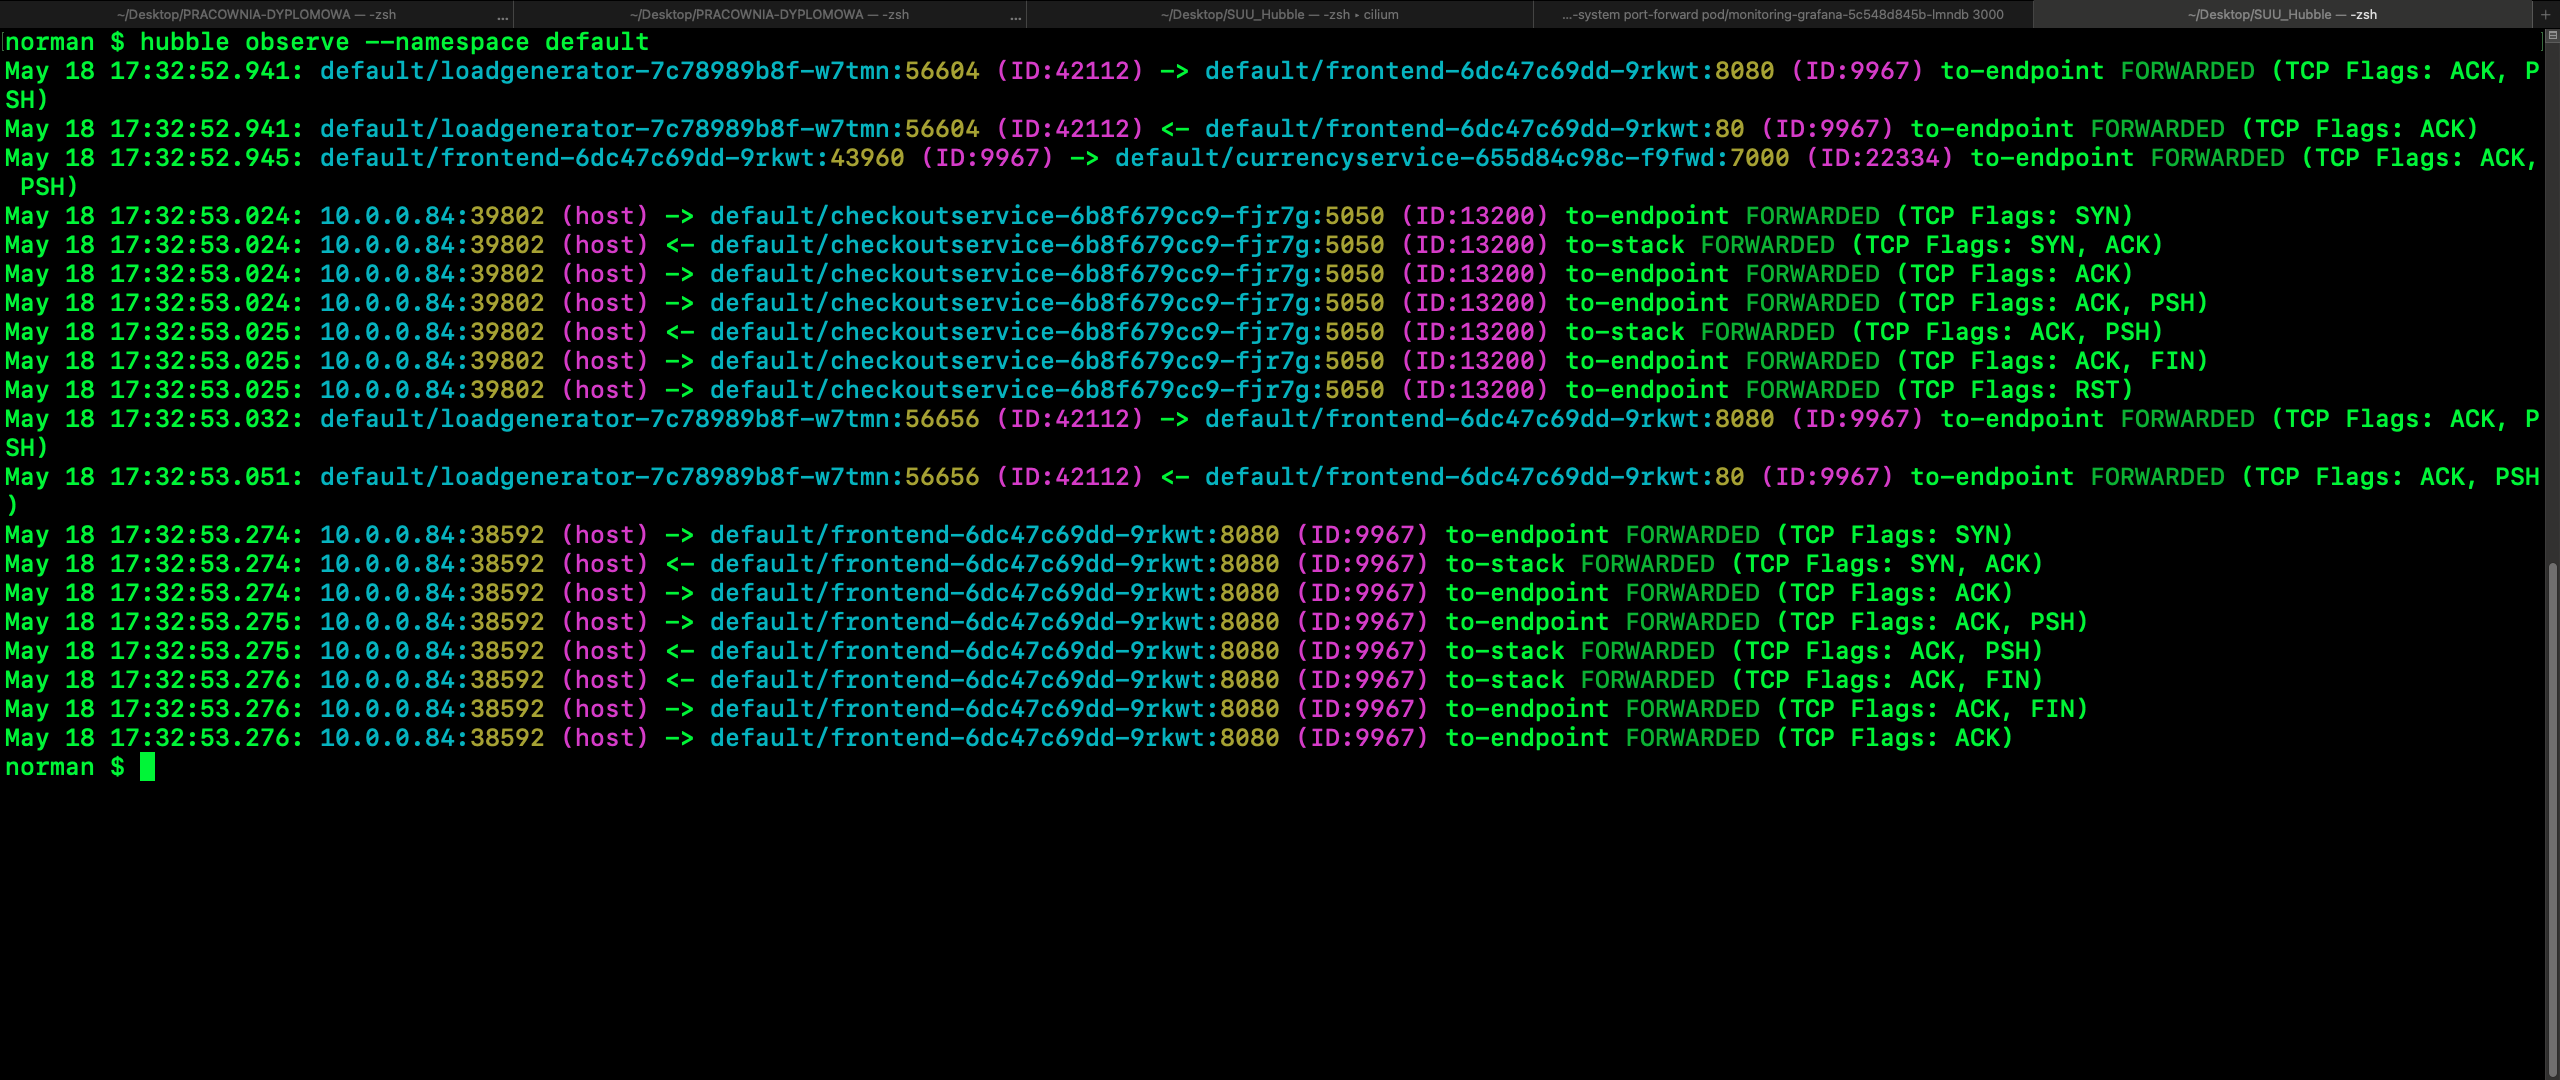 ~/Desktop/PRACOWNIA-DYPLOMOWA — -zsh ... ~/Desktop/PRACOWNIA-DYPLOMOWA — -zsh ... ~/Desktop/SUU_Hubble — -zsh ▸ cilium ...-system port-forward pod/monitoring-grafana-5c548d845b-lmndb 3000 ~/Desktop/SUU_Hubble — -zsh +
norman $ hubble observe --namespace default
May 18 17:32:52.941: default/loadgenerator-7c78989b8f-w7tmn:56604 (ID:42112) -> default/frontend-6dc47c69dd-9rkwt:8080 (ID:9967) to-endpoint FORWARDED (TCP Flags: ACK, P
SH)
May 18 17:32:52.941: default/loadgenerator-7c78989b8f-w7tmn:56604 (ID:42112) <- default/frontend-6dc47c69dd-9rkwt:80 (ID:9967) to-endpoint FORWARDED (TCP Flags: ACK)
May 18 17:32:52.945: default/frontend-6dc47c69dd-9rkwt:43960 (ID:9967) -> default/currencyservice-655d84c98c-f9fwd:7000 (ID:22334) to-endpoint FORWARDED (TCP Flags: ACK,
 PSH)
May 18 17:32:53.024: 10.0.0.84:39802 (host) -> default/checkoutservice-6b8f679cc9-fjr7g:5050 (ID:13200) to-endpoint FORWARDED (TCP Flags: SYN)
May 18 17:32:53.024: 10.0.0.84:39802 (host) <- default/checkoutservice-6b8f679cc9-fjr7g:5050 (ID:13200) to-stack FORWARDED (TCP Flags: SYN, ACK)
May 18 17:32:53.024: 10.0.0.84:39802 (host) -> default/checkoutservice-6b8f679cc9-fjr7g:5050 (ID:13200) to-endpoint FORWARDED (TCP Flags: ACK)
May 18 17:32:53.024: 10.0.0.84:39802 (host) -> default/checkoutservice-6b8f679cc9-fjr7g:5050 (ID:13200) to-endpoint FORWARDED (TCP Flags: ACK, PSH)
May 18 17:32:53.025: 10.0.0.84:39802 (host) <- default/checkoutservice-6b8f679cc9-fjr7g:5050 (ID:13200) to-stack FORWARDED (TCP Flags: ACK, PSH)
May 18 17:32:53.025: 10.0.0.84:39802 (host) -> default/checkoutservice-6b8f679cc9-fjr7g:5050 (ID:13200) to-endpoint FORWARDED (TCP Flags: ACK, FIN)
May 18 17:32:53.025: 10.0.0.84:39802 (host) -> default/checkoutservice-6b8f679cc9-fjr7g:5050 (ID:13200) to-endpoint FORWARDED (TCP Flags: RST)
May 18 17:32:53.032: default/loadgenerator-7c78989b8f-w7tmn:56656 (ID:42112) -> default/frontend-6dc47c69dd-9rkwt:8080 (ID:9967) to-endpoint FORWARDED (TCP Flags: ACK, P
SH)
May 18 17:32:53.051: default/loadgenerator-7c78989b8f-w7tmn:56656 (ID:42112) <- default/frontend-6dc47c69dd-9rkwt:80 (ID:9967) to-endpoint FORWARDED (TCP Flags: ACK, PSH
)
May 18 17:32:53.274: 10.0.0.84:38592 (host) -> default/frontend-6dc47c69dd-9rkwt:8080 (ID:9967) to-endpoint FORWARDED (TCP Flags: SYN)
May 18 17:32:53.274: 10.0.0.84:38592 (host) <- default/frontend-6dc47c69dd-9rkwt:8080 (ID:9967) to-stack FORWARDED (TCP Flags: SYN, ACK)
May 18 17:32:53.274: 10.0.0.84:38592 (host) -> default/frontend-6dc47c69dd-9rkwt:8080 (ID:9967) to-endpoint FORWARDED (TCP Flags: ACK)
May 18 17:32:53.275: 10.0.0.84:38592 (host) -> default/frontend-6dc47c69dd-9rkwt:8080 (ID:9967) to-endpoint FORWARDED (TCP Flags: ACK, PSH)
May 18 17:32:53.275: 10.0.0.84:38592 (host) <- default/frontend-6dc47c69dd-9rkwt:8080 (ID:9967) to-stack FORWARDED (TCP Flags: ACK, PSH)
May 18 17:32:53.276: 10.0.0.84:38592 (host) <- default/frontend-6dc47c69dd-9rkwt:8080 (ID:9967) to-stack FORWARDED (TCP Flags: ACK, FIN)
May 18 17:32:53.276: 10.0.0.84:38592 (host) -> default/frontend-6dc47c69dd-9rkwt:8080 (ID:9967) to-endpoint FORWARDED (TCP Flags: ACK, FIN)
May 18 17:32:53.276: 10.0.0.84:38592 (host) -> default/frontend-6dc47c69dd-9rkwt:8080 (ID:9967) to-endpoint FORWARDED (TCP Flags: ACK)
norman $